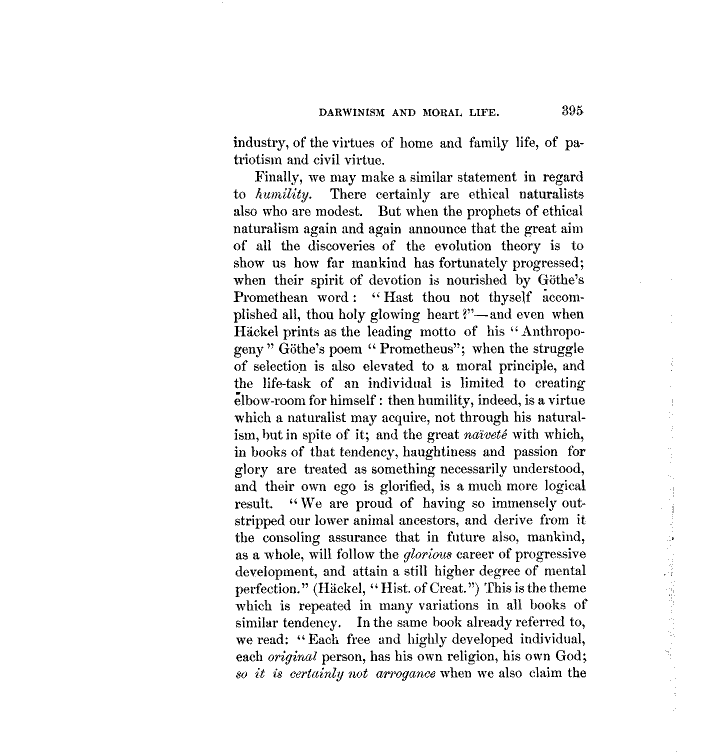 DARWINISM AND MORAL LIFE. 395
industry, of the virtues of home and family life, of pa-
triotism and civil virtue.
Finally, we may make a similar statement in regard
to humility. There certainly are ethical naturalists
also who are modest. But when the prophets of ethical
naturalism again and again announce that the great aim
of all the discoveries of the evolution theory is to
show us how far mankind has fortunately progressed;
when their spirit of devotion is nourished by Göthe's
Promethean word: “Hast thou not thyself accom-
plished all, thou holy glowing heart?”—and even when
Häckel prints as the leading motto of his “Anthropo-
geny” Göthe's poem “Prometheus”; when the struggle
of selection is also elevated to a moral principle, and
the life-task of an individual is limited to creating
elbow-room for himself: then humility, indeed, is a virtue
which a naturalist may acquire, not through his natural-
ism, but in spite of it; and the great naïveté with which,
in books of that tendency, haughtiness and passion for
glory are treated as something necessarily understood,
and their own ego is glorified, is a much more logical
result. “We are proud of having so immensely out-
stripped our lower animal ancestors, and derive from it
the consoling assurance that in future also, mankind,
as a whole, will follow the glorious career of progressive
development, and attain a still higher degree of mental
perfection.” (Häckel, “Hist. of Creat.”) This is the theme
which is repeated in many variations in all books of
similar tendency. In the same book already referred to,
we read: “Each free and highly developed individual,
each original person, has his own religion, his own God;
so it is certainly not arrogance when we also claim the